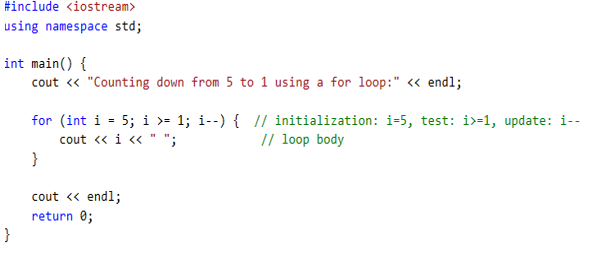 #include <iostream>
using namespace std;
int main() {
    cout << "Counting down from 5 to 1 using a for loop:" << endl;
    for (int i = 5; i >= 1; i--) {  // initialization: i=5, test: i>=1, update: i--
        cout << i << " ";            // loop body
    }
    cout << endl;
    return 0;
}